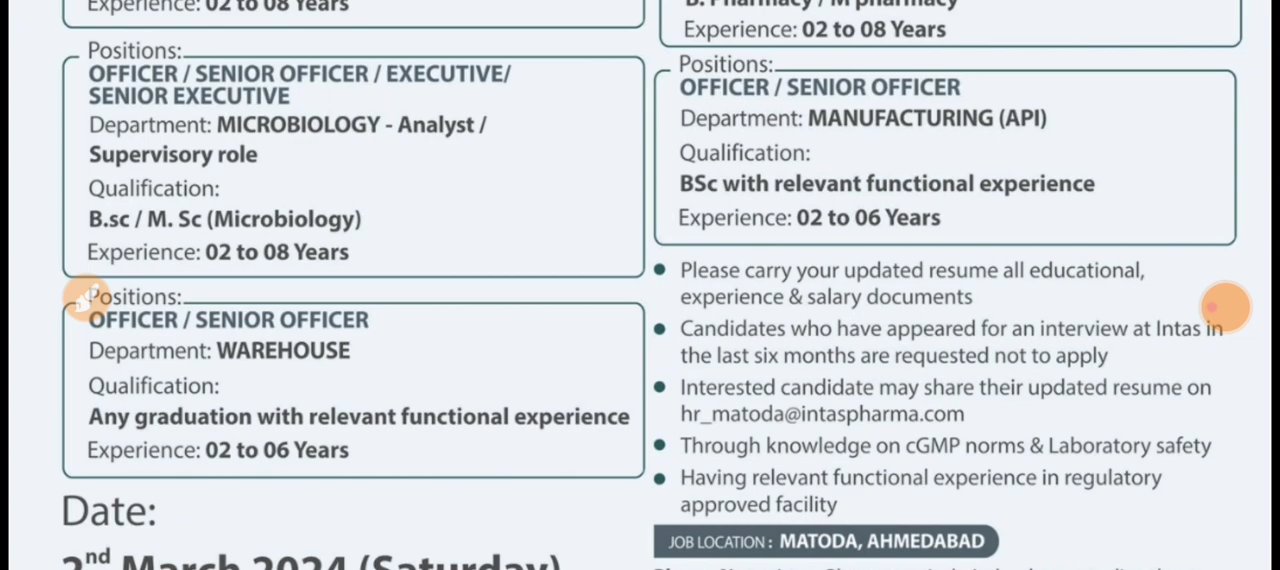 Experience: 02 to 08 Years
Positions:
OFFICER / SENIOR OFFICER / EXECUTIVE/
SENIOR EXECUTIVE
Department: MICROBIOLOGY - Analyst /
Supervisory role
Qualification:
B.sc / M. Sc (Microbiology)
Experience: 02 to 08 Years
Positions:
OFFICER / SENIOR OFFICER
Department: WAREHOUSE
Qualification:
Any graduation with relevant functional experience
Experience: 02 to 06 Years
Date:
2nd March 2024 (Saturday)
B. Pharmacy / M pharmacy
Experience: 02 to 08 Years
Positions:
OFFICER / SENIOR OFFICER
Department: MANUFACTURING (API)
Qualification:
BSc with relevant functional experience
Experience: 02 to 06 Years
Please carry your updated resume all educational,
experience & salary documents
Candidates who have appeared for an interview at Intas in
the last six months are requested not to apply
Interested candidate may share their updated resume on
hr_matoda@intaspharma.com
Through knowledge on cGMP norms & Laboratory safety
Having relevant functional experience in regulatory
approved facility
JOB LOCATION : MATODA, AHMEDABAD